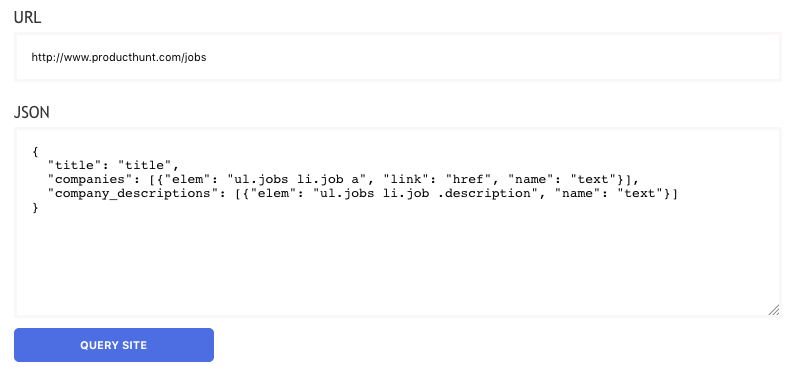 URL
http://www.producthunt.com/jobs
JSON
{
  "title": "title",
  "companies": [{"elem": "ul.jobs li.job a", "link": "href", "name": "text"}],
  "company_descriptions": [{"elem": "ul.jobs li.job .description", "name": "text"}]
}
QUERY SITE